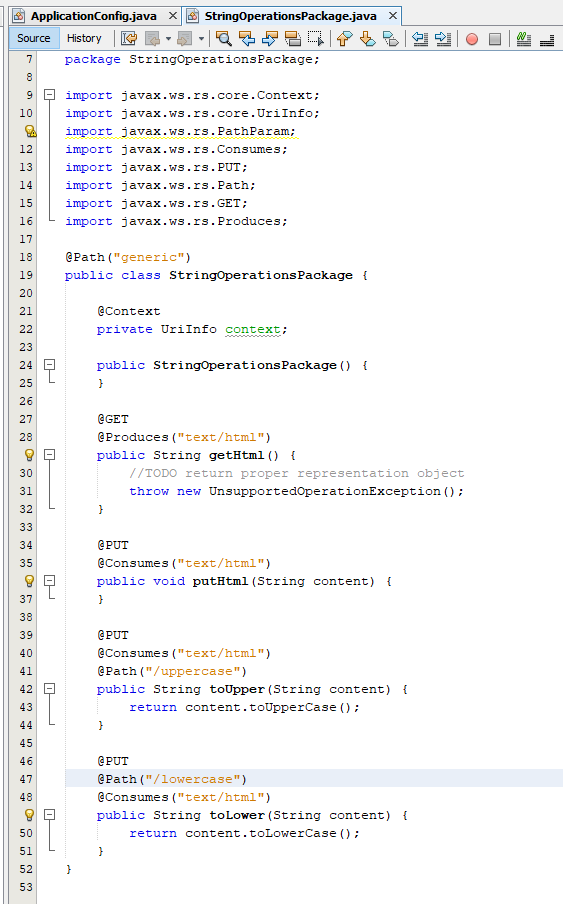 ApplicationConfig.java StringOperationsPackage.java
Source History
7 package StringOperationsPackage;
8
9 import javax.ws.rs.core.Context;
10 import javax.ws.rs.core.UriInfo;
import javax.ws.rs.PathParam;
12 import javax.ws.rs.Consumes;
13 import javax.ws.rs.PUT;
14 import javax.ws.rs.Path;
15 import javax.ws.rs.GET;
16 import javax.ws.rs.Produces;
17
18 @Path("generic")
19 public class StringOperationsPackage {
20
21 @Context
22 private UriInfo context;
23
24 public StringOperationsPackage() {
25 }
26
27 @GET
28 @Produces("text/html")
public String getHtml() {
30 //TODO return proper representation object
31 throw new UnsupportedOperationException();
32 }
33
34 @PUT
35 @Consumes("text/html")
public void putHtml(String content) {
37 }
38
39 @PUT
40 @Consumes("text/html")
41 @Path("/uppercase")
42 public String toUpper(String content) {
43 return content.toUpperCase();
44 }
45
46 @PUT
47 @Path("/lowercase")
48 @Consumes("text/html")
public String toLower(String content) {
50 return content.toLowerCase();
51 }
52 }
53